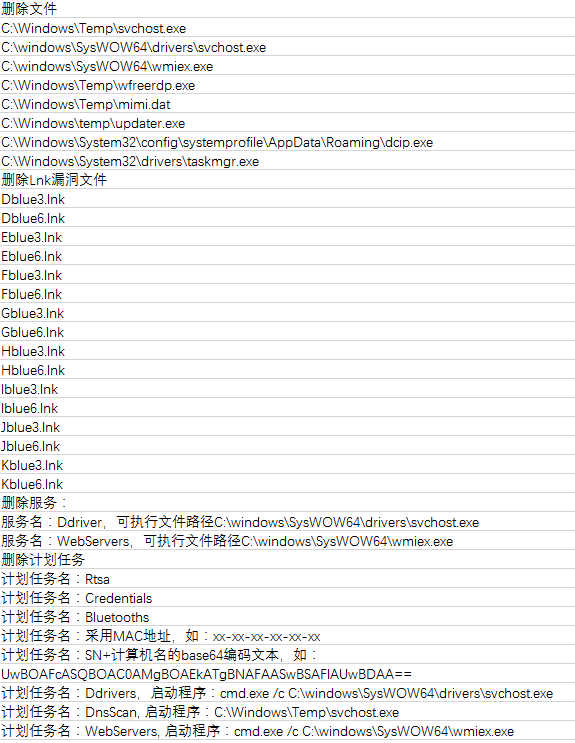 删除文件
C:\Windows\Temp\svchost.exe
C:\windows\SysWOW64\drivers\svchost.exe
c:\windows\SysWOW64\wmiex.exe
C:\Windows\Temp\wfreerdp.exe
C:\Windows\Temp\mimi.dat
C:\Windows\temp\updater.exe
C:\Windows\System32\config\systemprofile\AppData\Roaming\dcip.exe
C:\Windows\System32\drivers\taskmgr.exe
删除Lnk漏洞文件
Dblue3.lnk
Dblue6.lnk
Eblue3.lnk
Eblue6.lnk
Fblue3.lnk
Fblue6.lnk
Gblue3.lnk
Gblue6.lnk
Hblue3.lnk
Hblue6.lnk
Iblue3.lnk
Iblue6.lnk
Jblue3.lnk
Jblue6.lnk
Kblue3.lnk
Kblue6.lnk
删除服务：
服务名：Ddriver，可执行文件路径C:\windows\SysWOW64\drivers\svchost.exe
服务名：WebServers，可执行文件路径C:\windows\SysWOW64\wmiex.exe
删除计划任务
计划任务名：Rtsa
计划任务名：Credentials
计划任务名：Bluetooths
计划任务名：采用MAC地址，如：xx-xx-xx-xx-xx-xx
计划任务名：SN+计算机名的base64编码文本，如：
UwBOAFcASQBOAC0AMgBOAEkATgBNAFAASwBSAFIAUwBDAA==
计划任务名：Ddrivers，启动程序：cmd.exe /c C:\windows\SysWOW64\drivers\svchost.exe
计划任务名：DnsScan, 启动程序：C:\Windows\Temp\svchost.exe
计划任务名：WebServers, 启动程序：cmd.exe /c C:\windows\SysWOW64\wmiex.exe